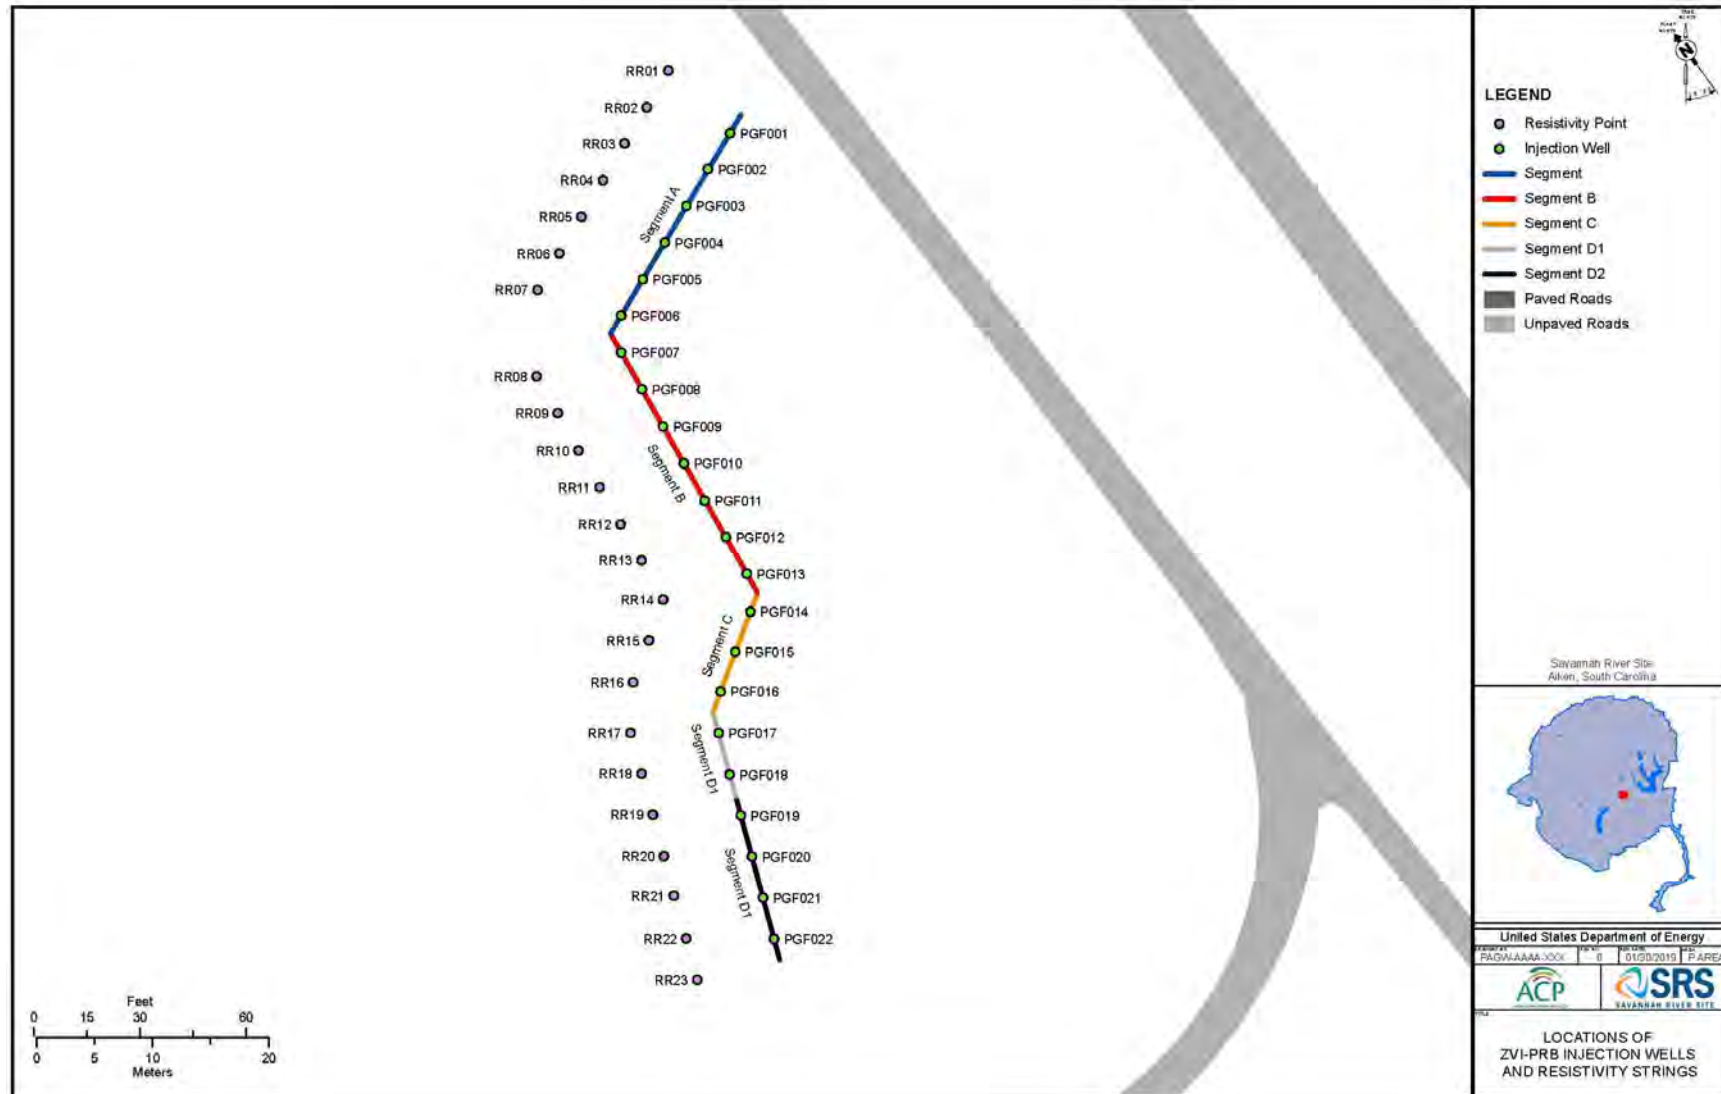 RR01
RR02
RR03
RR04
RR05
RR06
RR07
RR08
RR09
RR10
RR11
RR12
RR13
RR14
RR15
RR16
RR17
RR18
RR19
RR20
RR21
RR22
RR23
PGF001
PGF002
PGF003
PGF004
PGF005
PGF006
PGF007
PGF008
PGF009
PGF010
PGF011
PGF012
PGF013
PGF014
PGF015
PGF016
PGF017
PGF018
PGF019
PGF020
PGF021
PGF022
Segment A
Segment B
Segment C
Segment D1
Segment D1
Feet
0 15 30 60
0 5 10 20
Meters
N
LEGEND
Resistivity Point
Injection Well
Segment
Segment B
Segment C
Segment D1
Segment D2
Paved Roads
Unpaved Roads
Savannah River Site
Aiken, South Carolina
United States Department of Energy
PAGW-AAAA-XXX 0 01/30/2019 P AREA
ACP
SRS
SAVANNAH RIVER SITE
TITLE
LOCATIONS OF
ZVI-PRB INJECTION WELLS
AND RESISTIVITY STRINGS